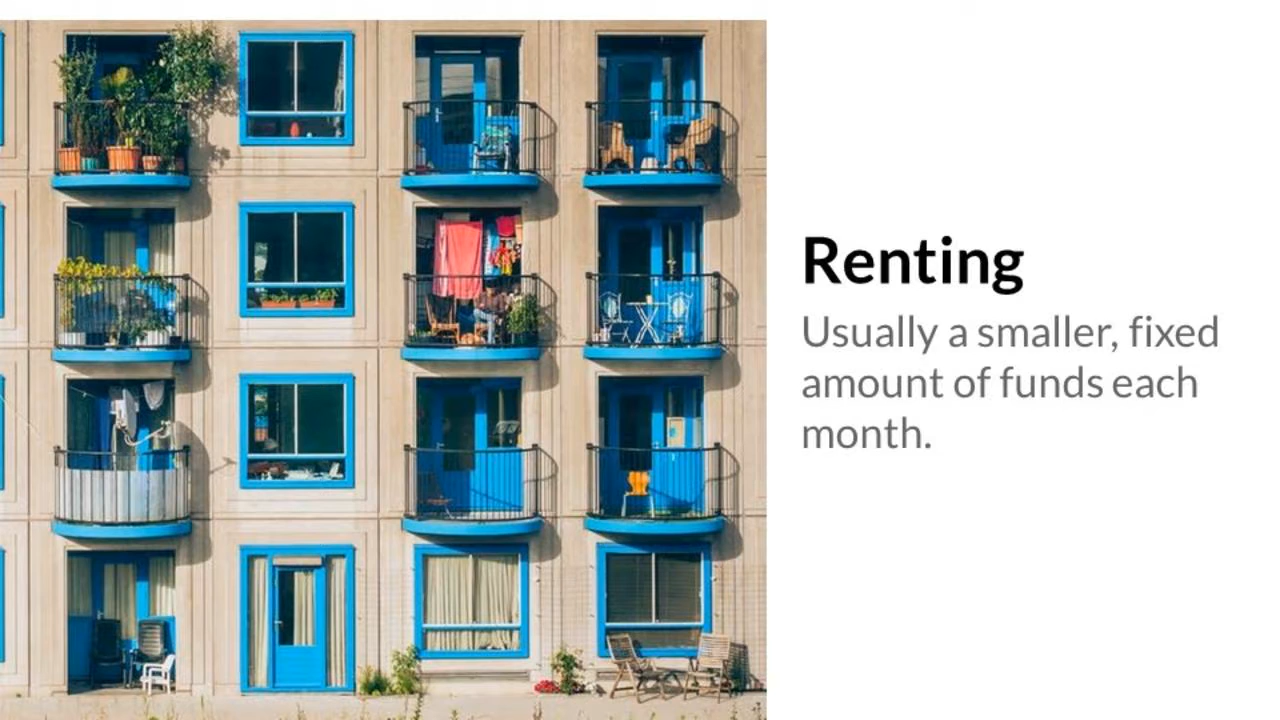 Renting
Usually a smaller, fixed
amount of funds each
month.